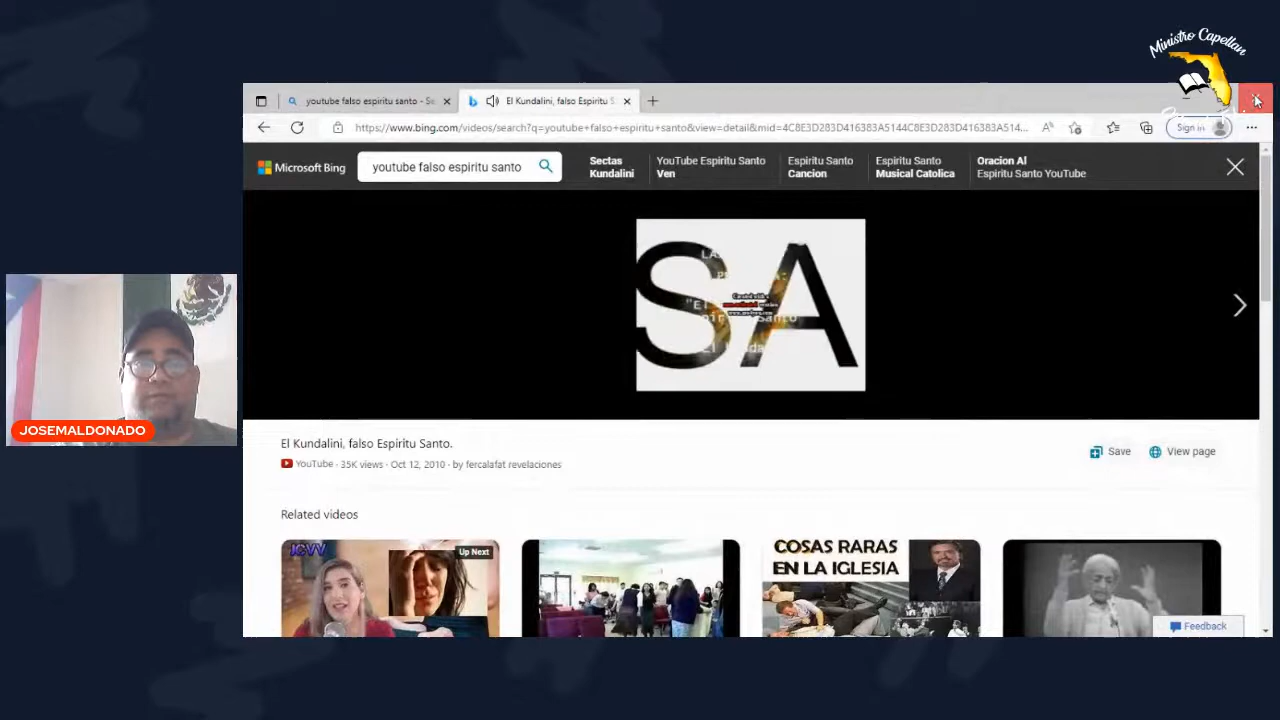 Ministro Capellan
youtube falso espiritu santo - Se
El Kundalini, falso Espiritu S
https://www.bing.com/videos/search?q=youtube+falso+espiritu+santo&view=detail&mid=4C8E3D283D416383A5144C8E3D283D416383A5144...
Sign in
Microsoft Bing
youtube falso espiritu santo
Sectas
Kundalini
YouTube Espiritu Santo
Ven
Espiritu Santo
Cancion
Espiritu Santo
Musical Catolica
Oracion Al
Espiritu Santo YouTube
SA
JOSEMALDONADO
El Kundalini, falso Espíritu Santo.
YouTube · 35K views · Oct 12, 2010 · by fercalafat revelaciones
Save
View page
Related videos
JCVV
Up Next
COSAS RARAS
EN LA IGLESIA
Feedback